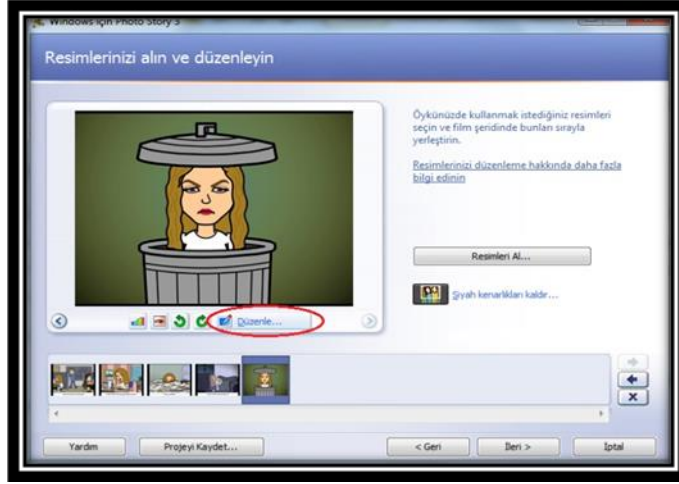 Windows için Photo Story 3
Resimlerinizi alın ve düzenleyin
Öykünüzde kullanmak istediğiniz resimleri
seçin ve film şeridinde bunları sırayla
yerleştirin.
Resimlerinizi düzenleme hakkında daha fazla
bilgi edinin
Resimleri Al...
Siyah kenarlıkları kaldır...
Düzenle...
Yardım
Projeyi Kaydet...
< Geri
İleri >
İptal